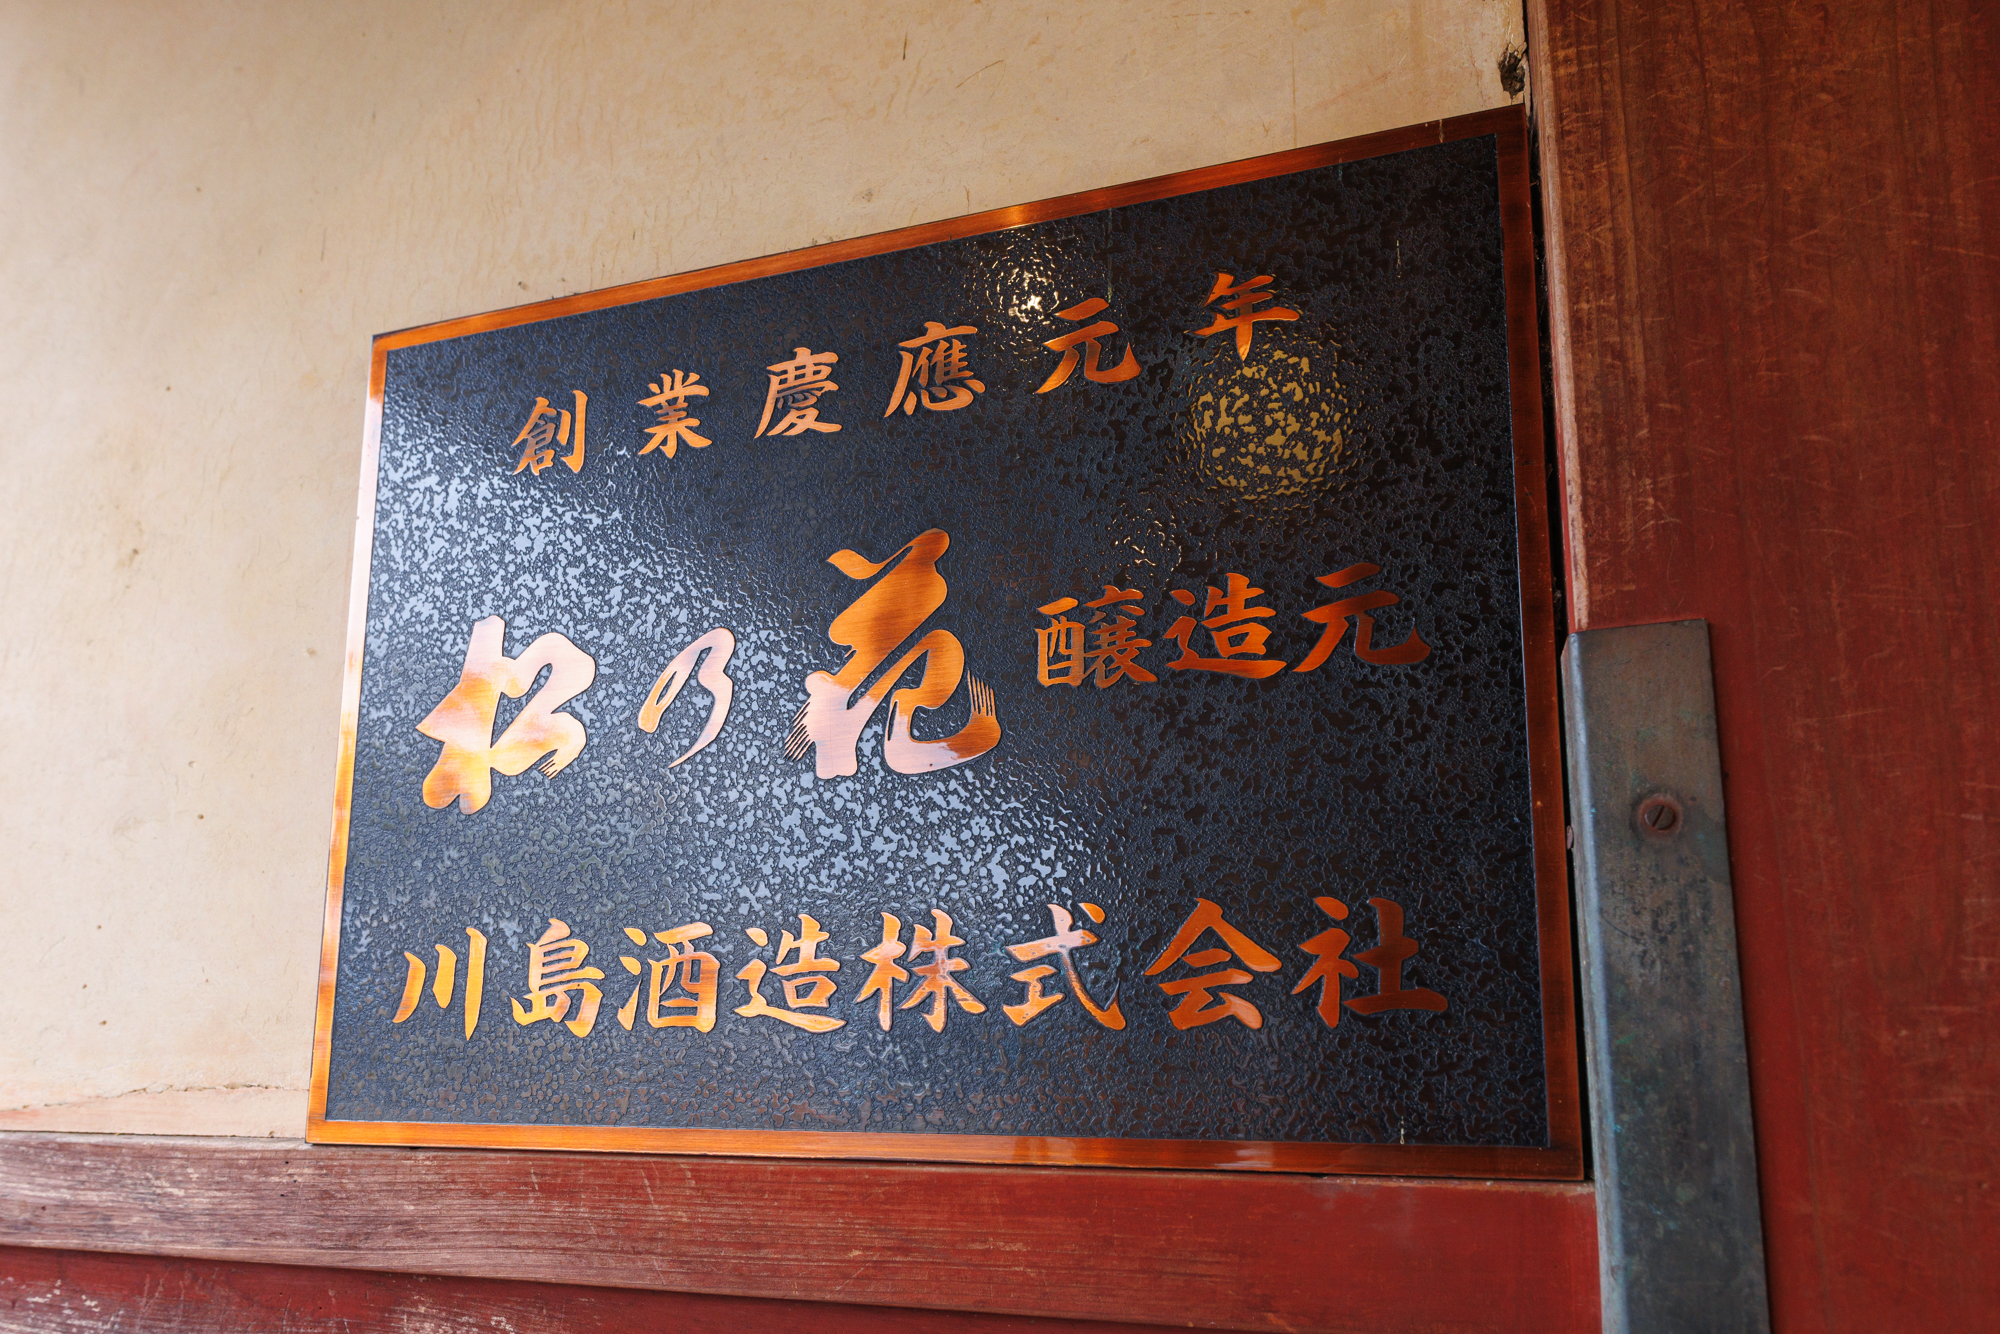 創業慶應元年
松の花 醸造元
川島酒造株式会社